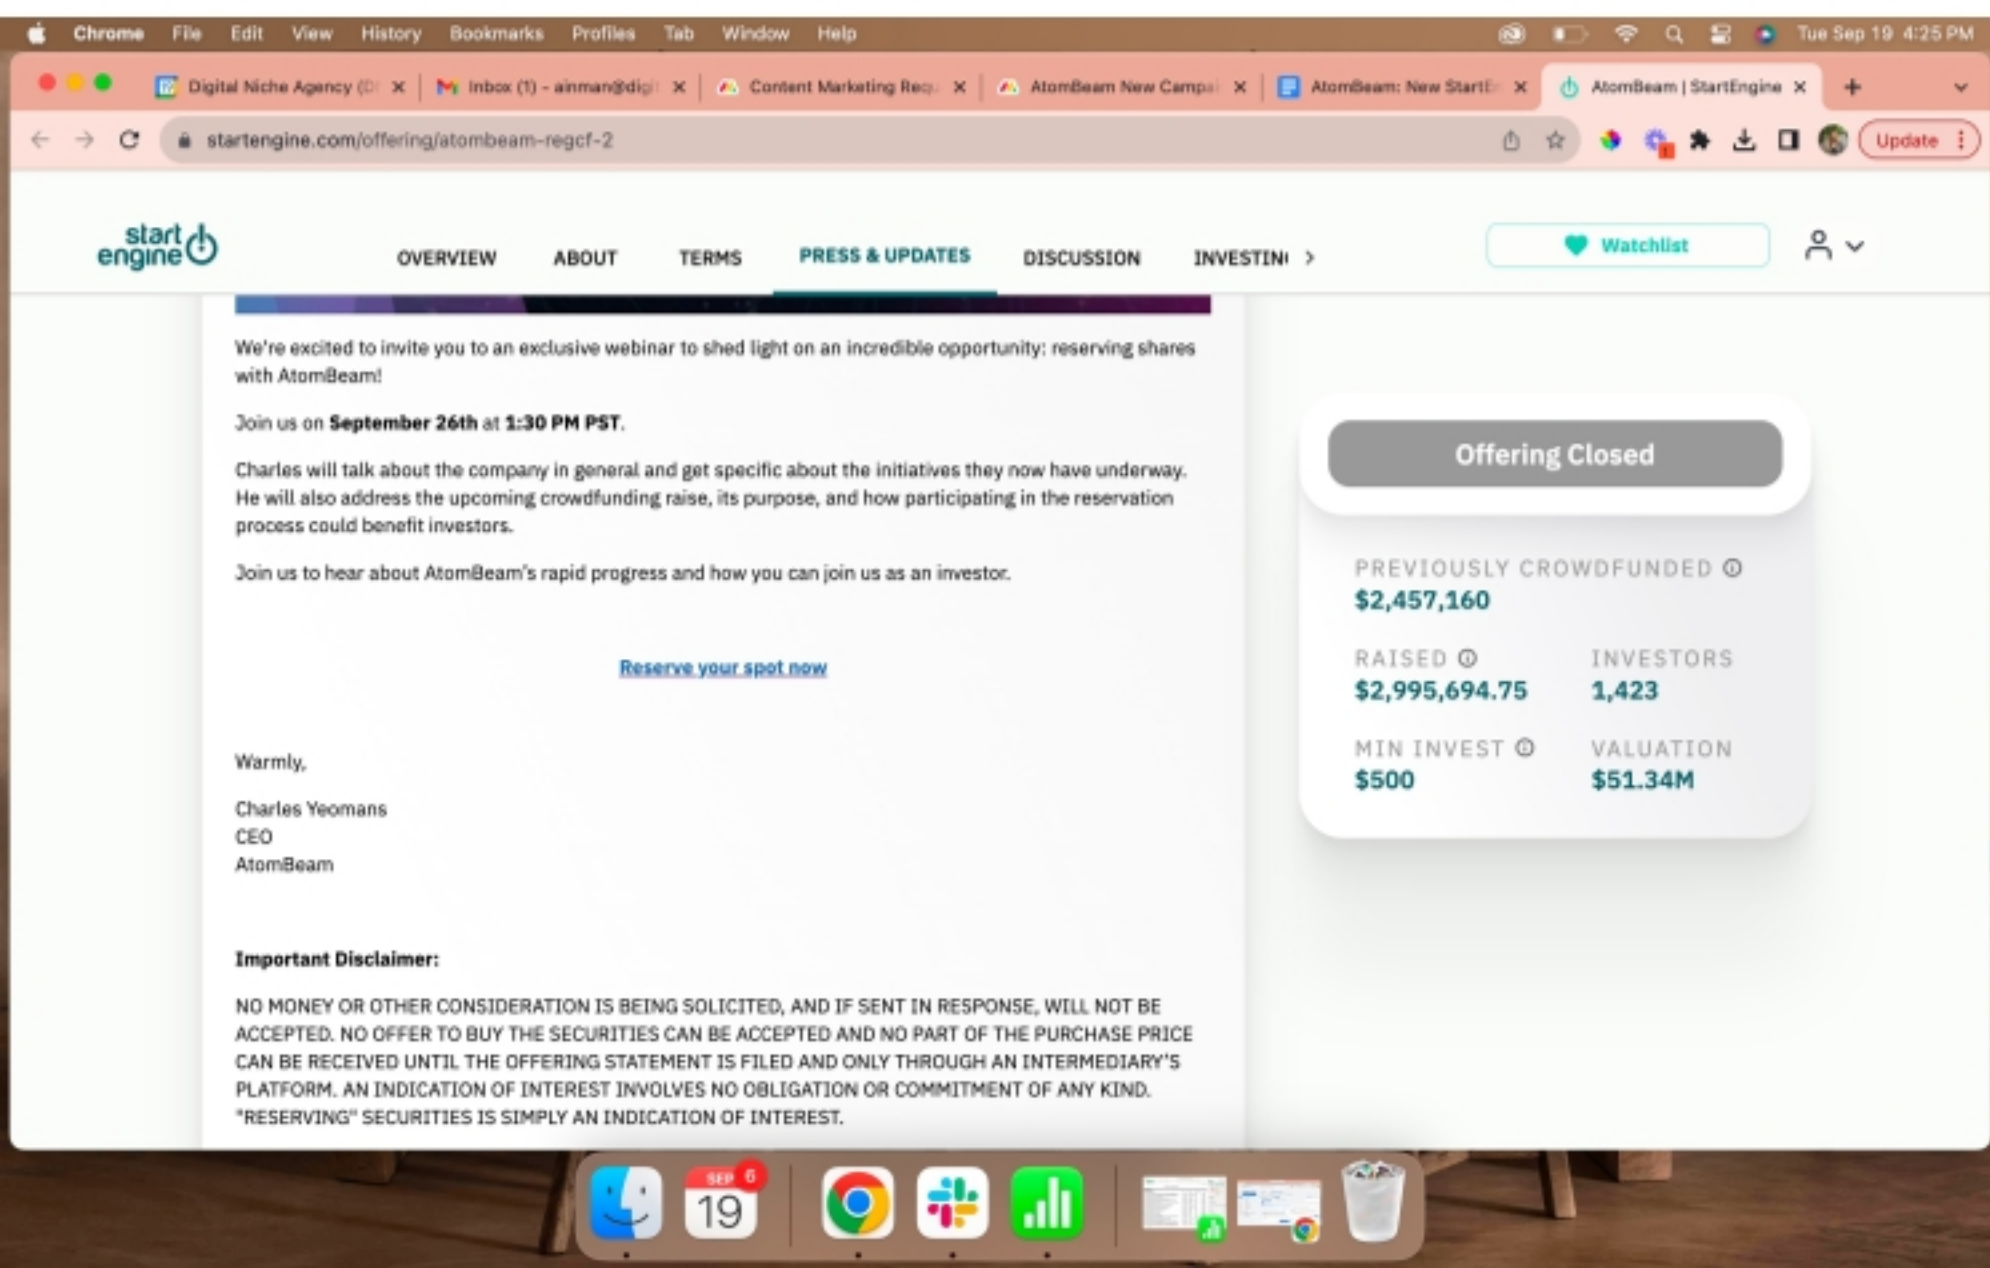 Chrome File Edit View History Bookmarks Profiles Tab Window Help Tue Sep 19 4:25 PM
Digital Niche Agency (D Inbox (1) - ainman@digi Content Marketing Requ AtomBeam New Campai AtomBeam: New StartE AtomBeam | StartEngine
startengine.com/offering/atombeam-regcf-2 Update
start
engine
OVERVIEW ABOUT TERMS PRESS & UPDATES DISCUSSION INVESTIN Watchlist
We're excited to invite you to an exclusive webinar to shed light on an incredible opportunity: reserving shares
with AtomBeam!
Join us on September 26th at 1:30 PM PST.
Charles will talk about the company in general and get specific about the initiatives they now have underway.
He will also address the upcoming crowdfunding raise, its purpose, and how participating in the reservation
process could benefit investors.
Join us to hear about AtomBeam's rapid progress and how you can join us as an investor.
Reserve your spot now
Warmly,
Charles Yeomans
CEO
AtomBeam
Important Disclaimer:
NO MONEY OR OTHER CONSIDERATION IS BEING SOLICITED, AND IF SENT IN RESPONSE, WILL NOT BE
ACCEPTED. NO OFFER TO BUY THE SECURITIES CAN BE ACCEPTED AND NO PART OF THE PURCHASE PRICE
CAN BE RECEIVED UNTIL THE OFFERING STATEMENT IS FILED AND ONLY THROUGH AN INTERMEDIARY'S
PLATFORM. AN INDICATION OF INTEREST INVOLVES NO OBLIGATION OR COMMITMENT OF ANY KIND.
"RESERVING" SECURITIES IS SIMPLY AN INDICATION OF INTEREST.
Offering Closed
PREVIOUSLY CROWDFUNDED
$2,457,160
RAISED INVESTORS
$2,995,694.75 1,423
MIN INVEST VALUATION
$500 $51.34M
SEP 6
19